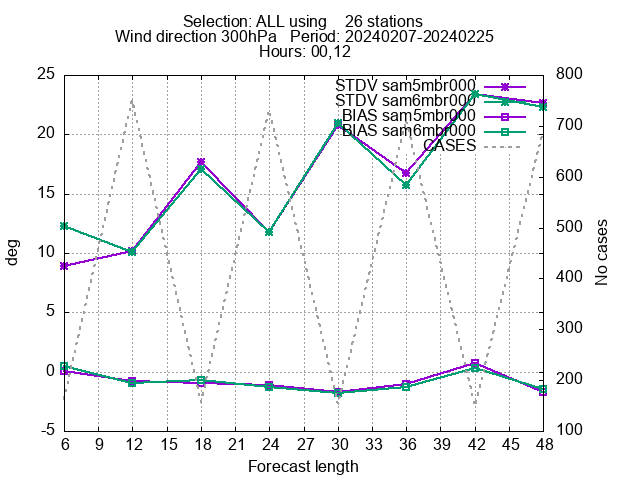 Selection: ALL using    26 stations
Wind direction 300hPa   Period: 20240207-20240225
Hours: 00,12
STDV sam5mbr000
STDV sam6mbr000
BIAS sam5mbr000
BIAS sam6mbr000
CASES
25
20
15
10
5
0
-5
deg
800
700
600
500
400
300
200
100
No cases
6 9 12 15 18 21 24 27 30 33 36 39 42 45 48
Forecast length